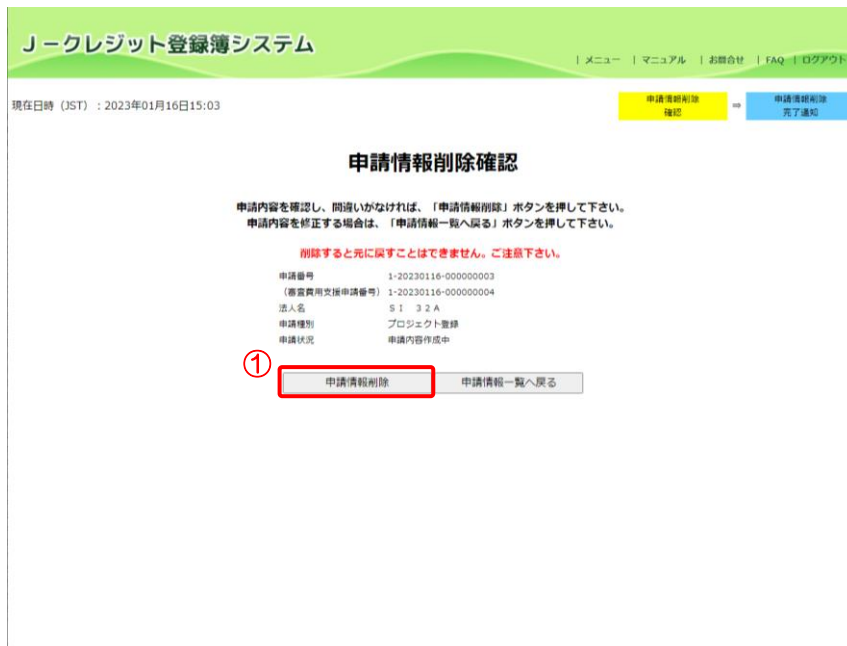 J－クレジット登録簿システム
| メニュー | マニュアル | お問合せ | FAQ | ログアウト
現在日時 (JST) : 2023年01月16日15:03
申請情報削除
確認
⇒
申請情報削除
完了通知
申請情報削除確認
申請内容を確認し、間違いがなければ、「申請情報削除」ボタンを押して下さい。
申請内容を修正する場合は、「申請情報一覧へ戻る」ボタンを押して下さい。
削除すると元に戻すことはできません。ご注意下さい。
申請番号 1-20230116-000000003
（審査費用支援申請番号） 1-20230116-000000004
法人名 ＳＩ　３２Ａ
申請種別 プロジェクト登録
申請状況 申請内容作成中
①
申請情報削除 申請情報一覧へ戻る